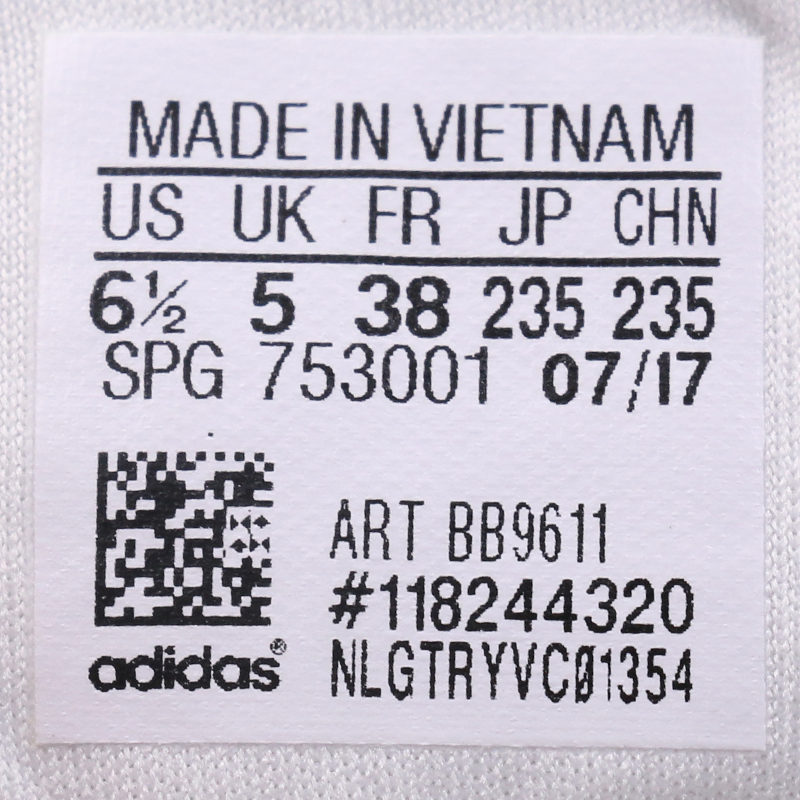 MADE IN VIETNAM
US UK FR JP CHN
6½ 5 38 235 235
SPG 753001 07/17
ART BB9611
#118244320
adidas® NLGTRYVC01354